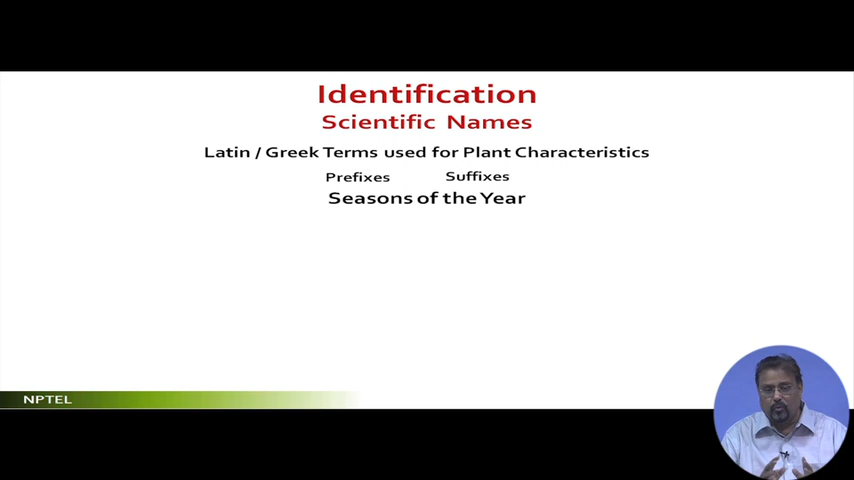 Identification
Scientific Names
Latin / Greek Terms used for Plant Characteristics
Prefixes Suffixes
Seasons of the Year
NPTEL